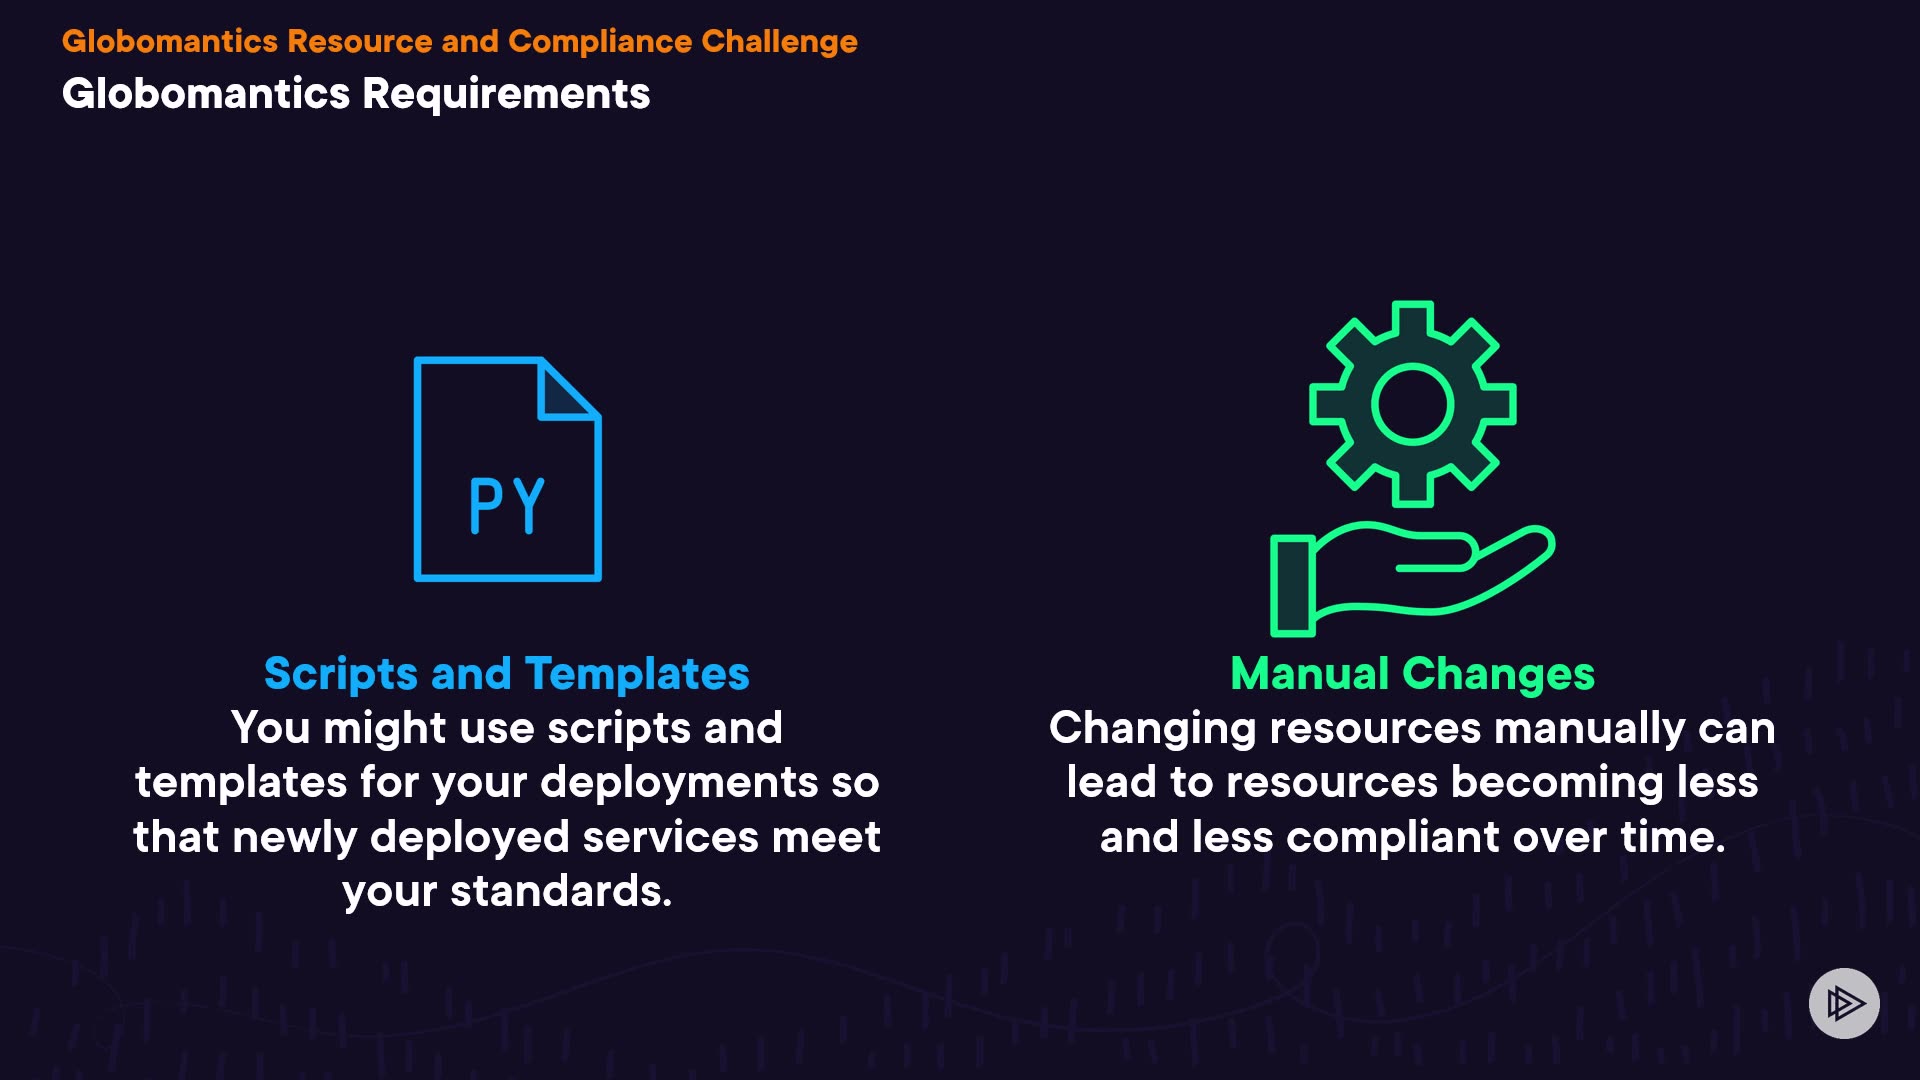 Globomantics Resource and Compliance Challenge
Globomantics Requirements
PY
Scripts and Templates
You might use scripts and
templates for your deployments so
that newly deployed services meet
your standards.
Manual Changes
Changing resources manually can
lead to resources becoming less
and less compliant over time.